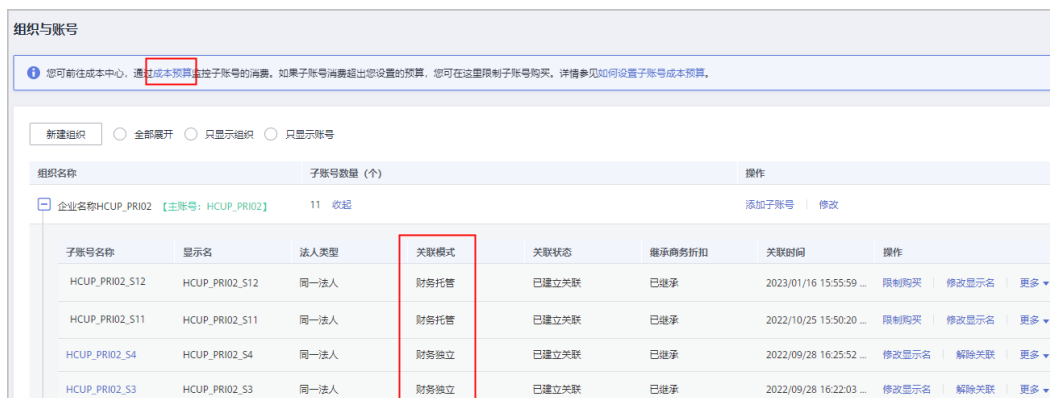 组织与账号
您可前往成本中心，通过成本预算监控子账号的消费。如果子账号消费超出您设置的预算，您可在这里限制子账号购买。详情参见如何设置子账号成本预算。
新建组织 全部展开 只显示组织 只显示账号
组织名称 子账号数量（个） 操作
企业名称HCUP_PRI02 【主账号：HCUP_PRI02】 11 收起 添加子账号 修改
子账号名称 显示名 法人类型 关联模式 关联状态 继承商务折扣 关联时间 操作
HCUP_PRI02_S12 HCUP_PRI02_S12 同一法人 财务托管 已建立关联 已继承 2023/01/16 15:55:59 ... 限制购买 修改显示名 更多
HCUP_PRI02_S11 HCUP_PRI02_S11 同一法人 财务托管 已建立关联 已继承 2022/10/25 15:50:20 ... 限制购买 修改显示名 更多
HCUP_PRI02_S4 HCUP_PRI02_S4 同一法人 财务独立 已建立关联 已继承 2022/09/28 16:25:52 ... 修改显示名 解除关联 更多
HCUP_PRI02_S3 HCUP_PRI02_S3 同一法人 财务独立 已建立关联 已继承 2022/09/28 16:22:03 ... 修改显示名 解除关联 更多